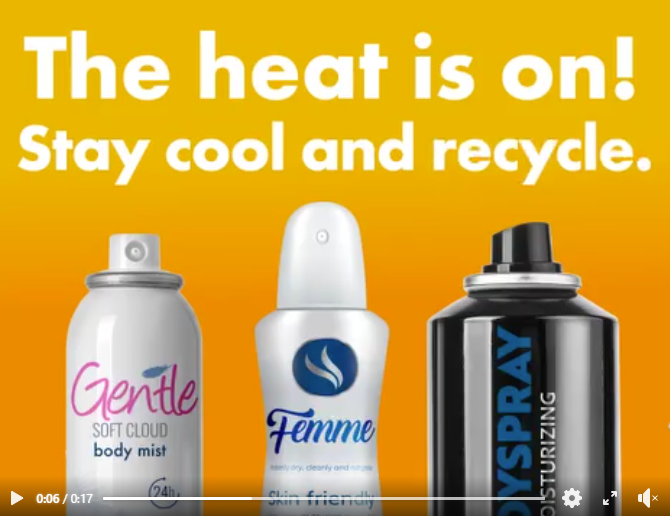 The heat is on!
Stay cool and recycle.
Gentle
SOFT CLOUD
body mist
24h
Femme
Skin friendly
DYSPRAY
OISTURIZING
0:06 / 0:17